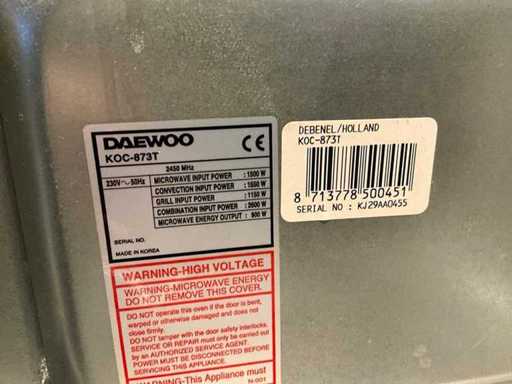 DAEWOO CE
KOC-873T
2450 MHz
230V~50Hz
MICROWAVE INPUT POWER : 1500 W
CONVECTION INPUT POWER : 1500 W
GRILL INPUT POWER : 1150 W
COMBINATION INPUT POWER : 2600 W
MICROWAVE ENERGY OUTPUT : 900 W
SERIAL NO.
MADE IN KOREA
WARNING-HIGH VOLTAGE
WARNING-MICROWAVE ENERGY
DO NOT REMOVE THIS COVER.
DO NOT operate this oven if the door is bent,
warped or otherwise damaged and does not
close firmly.
DO NOT tamper with the door safety interlocks.
SERVICE OR REPAIR must only be carried out
by an AUTHORIZED SERVICE AGENT.
POWER MUST BE DISCONNECTED BEFORE
SERVICING THIS APPLIANCE.
WARNING-This Appliance must
N-001
DEBENEL/HOLLAND
KOC-873T
8 713778 500451
SERIAL NO : KJ29AA0455